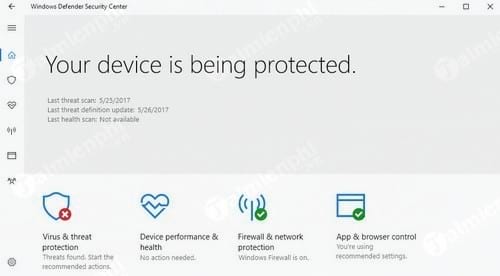 Windows Defender Security Center
Your device is being protected.
Last threat scan: 5/25/2017
Last threat definition update: 5/26/2017
Last health scan: Not available
Virus & threat
protection
Threats found. Start the
recommended actions.
Device performance &
health
No action needed.
Firewall & network
protection
Windows Firewall is on.
App & browser control
You're using
recommended settings.